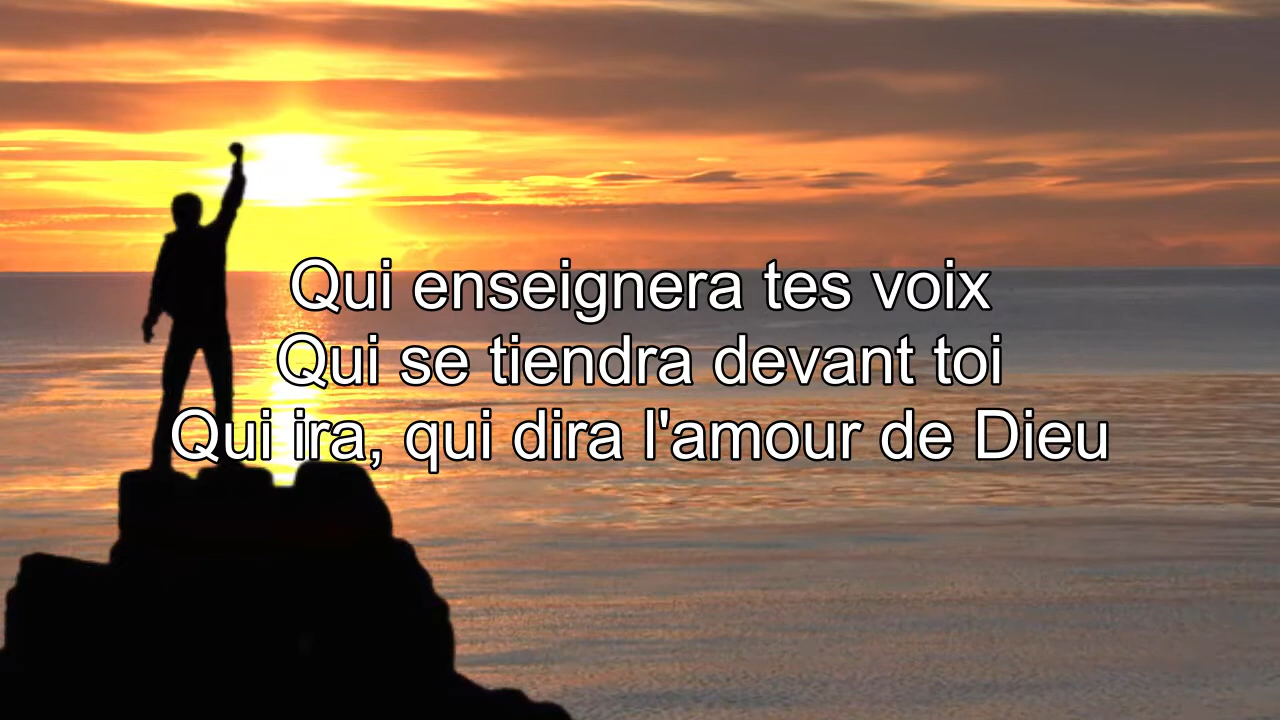 Qui enseignera tes voix
Qui se tiendra devant toi
Qui ira, qui dira l'amour de Dieu